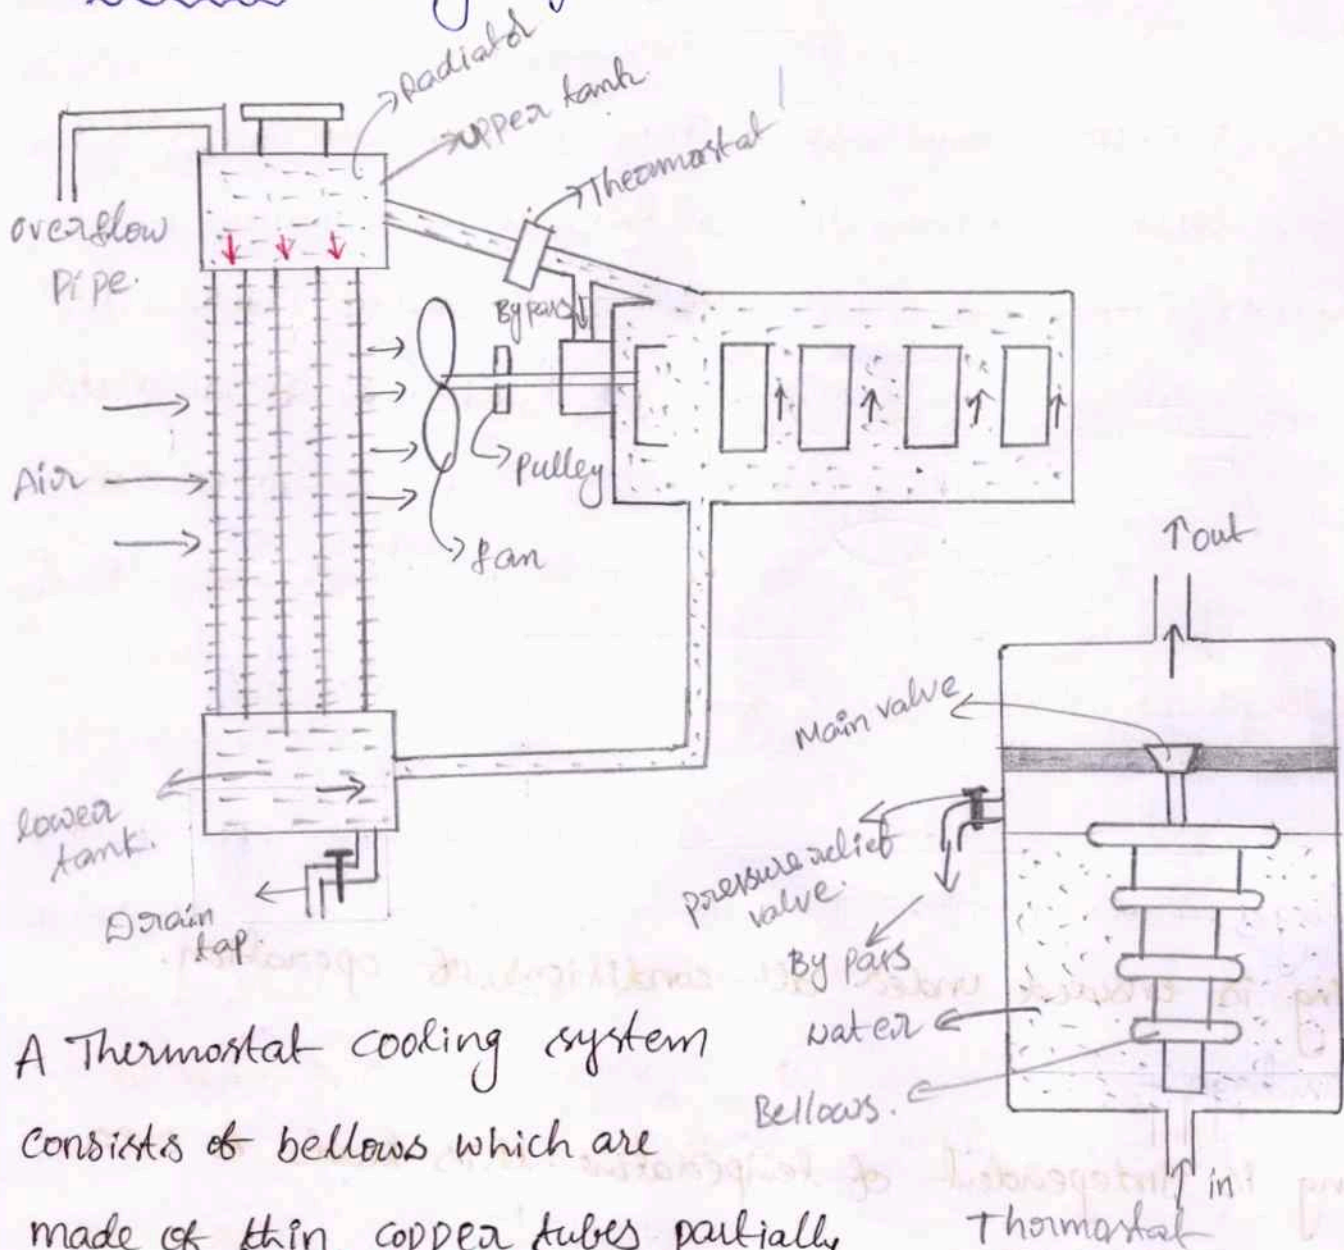 Radiator
upper tank
Thermostat
overflow
pipe.
By pass
Air
pulley
fan
lower
tank.
Drain
tap.
out
Main valve
pressure relief
valve.
By pass
water
Bellows.
in
Thermostat
A Thermostat cooling system
consists of bellows which are
made of thin copper tubes partially